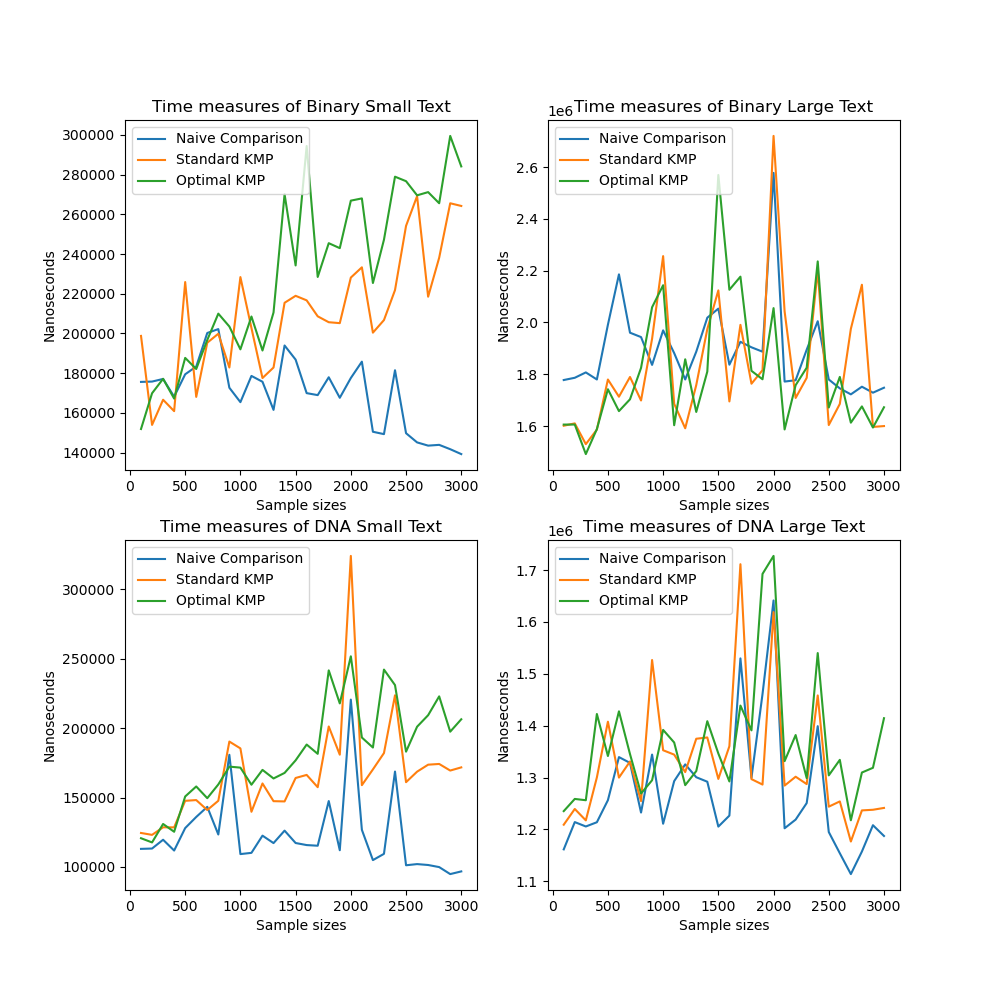 Time measures of Binary Small Text
Nanoseconds
300000
280000
260000
240000
220000
200000
180000
160000
140000
Naive Comparison
Standard KMP
Optimal KMP
0 500 1000 1500 2000 2500 3000
Sample sizes
1e6
Time measures of Binary Large Text
Nanoseconds
2.6
2.4
2.2
2.0
1.8
1.6
Naive Comparison
Standard KMP
Optimal KMP
0 500 1000 1500 2000 2500 3000
Sample sizes
Time measures of DNA Small Text
Nanoseconds
300000
250000
200000
150000
100000
Naive Comparison
Standard KMP
Optimal KMP
0 500 1000 1500 2000 2500 3000
Sample sizes
1e6
Time measures of DNA Large Text
Nanoseconds
1.7
1.6
1.5
1.4
1.3
1.2
1.1
Naive Comparison
Standard KMP
Optimal KMP
0 500 1000 1500 2000 2500 3000
Sample sizes